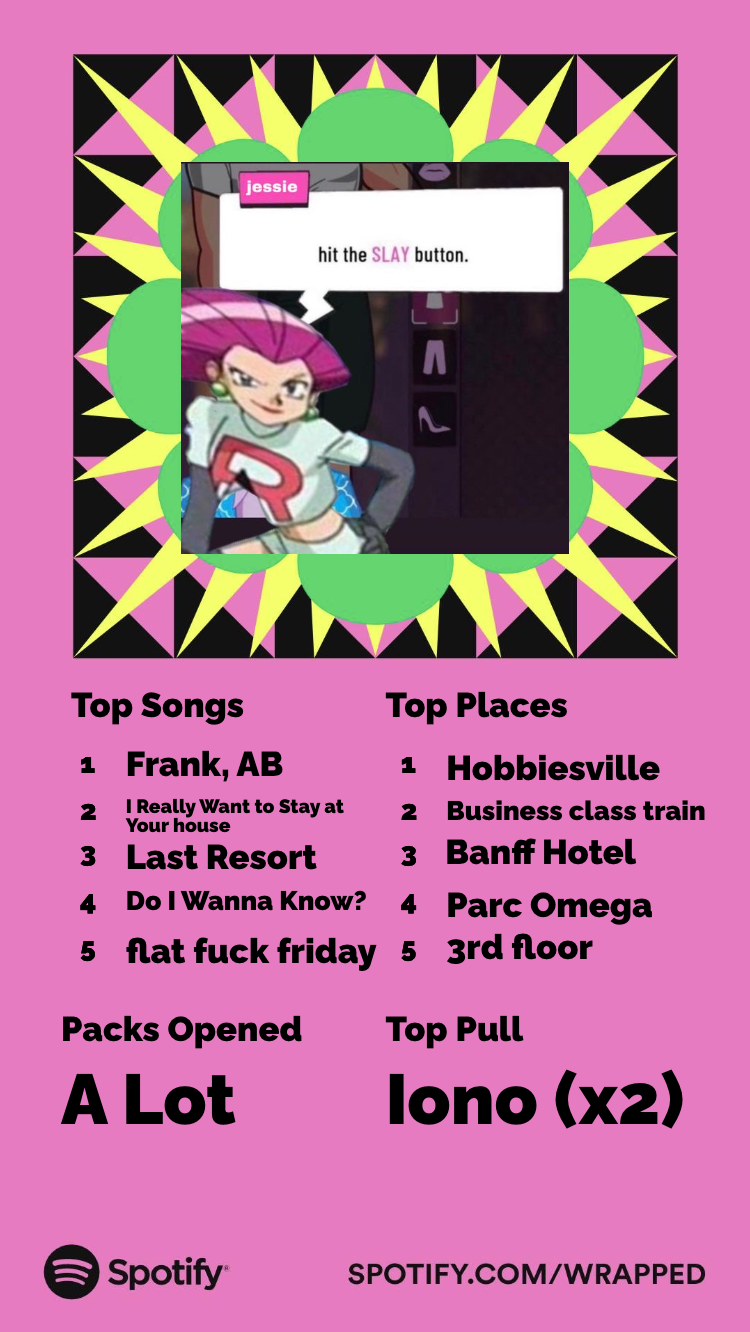 jessie
hit the SLAY button.
Top Songs
1 Frank, AB
2 I Really Want to Stay at
Your house
3 Last Resort
4 Do I Wanna Know?
5 flat fuck friday
Top Places
1 Hobbiesville
2 Business class train
3 Banff Hotel
4 Parc Omega
5 3rd floor
Packs Opened
A Lot
Top Pull
Iono (x2)
Spotify®
SPOTIFY.COM/WRAPPED